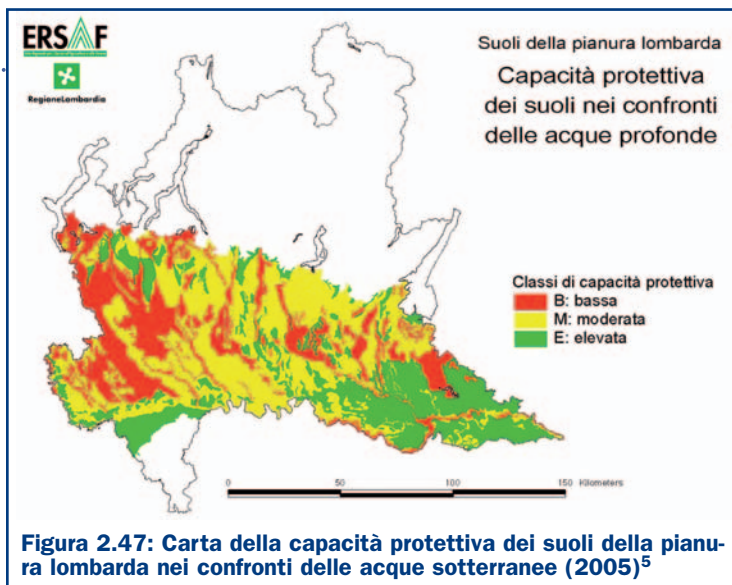 ERSAF
RegioneLombardia
Suoli della pianura lombarda
Capacità protettiva
dei suoli nei confronti
delle acque profonde
Classi di capacità protettiva
B: bassa
M: moderata
E: elevata
0 50 100 150 Kilometers
Figura 2.47: Carta della capacità protettiva dei suoli della pianu-
ra lombarda nei confronti delle acque sotterranee (2005)5